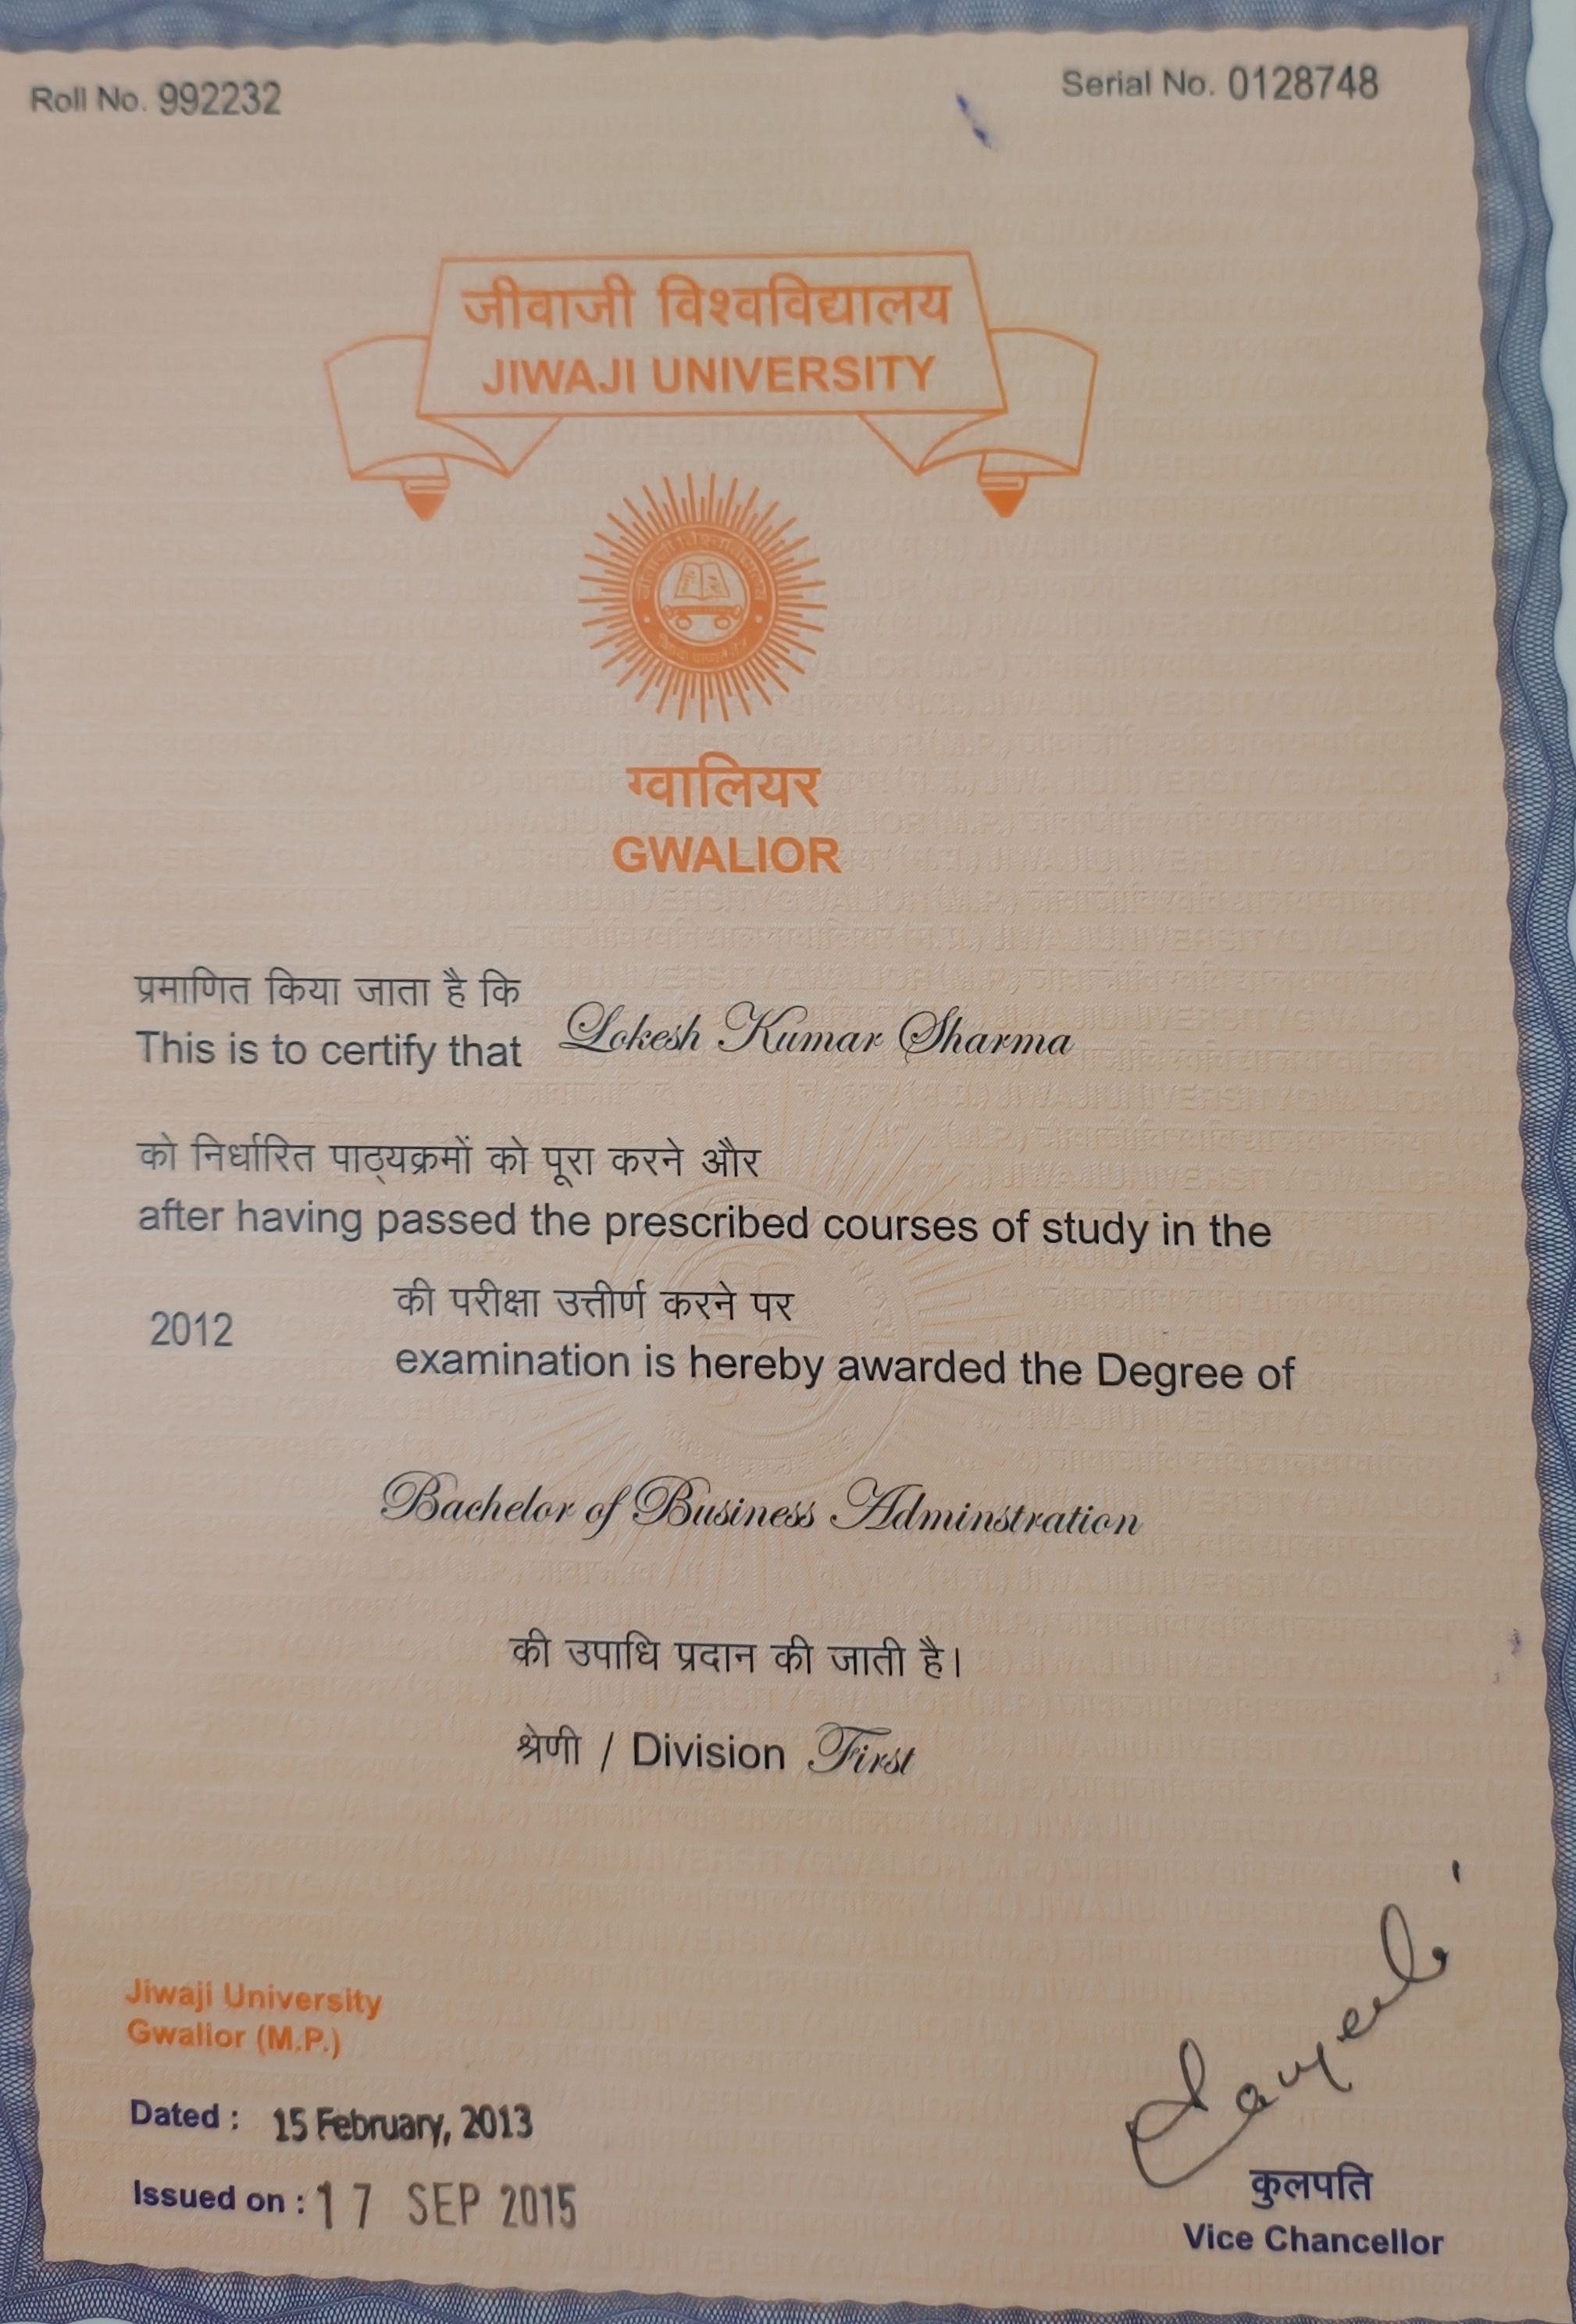 Roll No. 992232
Serial No. 0128748
जीवाजी विश्वविद्यालय
JIWAJI UNIVERSITY
ग्वालियर
GWALIOR
प्रमाणित किया जाता है कि
This is to certify that Lokesh Kumar Sharma
को निर्धारित पाठ्यक्रमों को पूरा करने और
after having passed the prescribed courses of study in the
की परीक्षा उत्तीर्ण करने पर
2012
examination is hereby awarded the Degree of
Bachelor of Business Adminstration
की उपाधि प्रदान की जाती है।
श्रेणी / Division First
Jiwaji University
Gwalior (M.P.)
Dated : 15 February, 2013
Issued on : 17 SEP 2015
कुलपति
Vice Chancellor